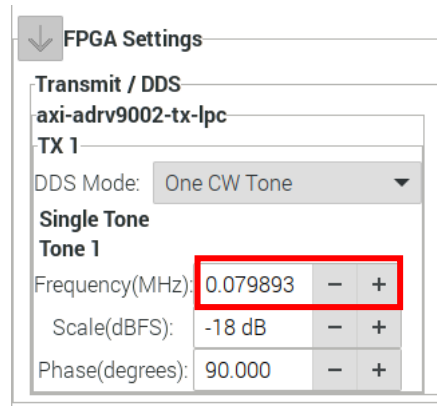 FPGA Settings
Transmit / DDS
axi-adrv9002-tx-lpc
TX 1
DDS Mode: One CW Tone
Single Tone
Tone 1
Frequency(MHz): 0.079893 − +
Scale(dBFS): -18 dB − +
Phase(degrees): 90.000 − +